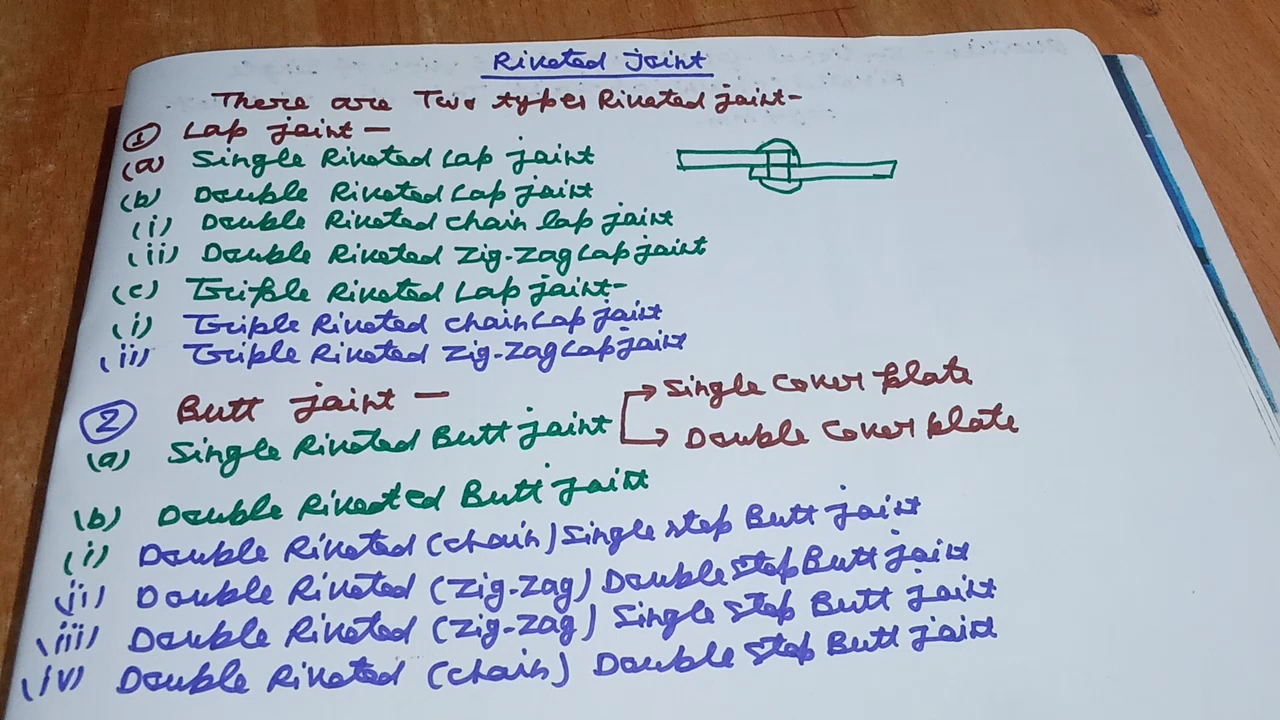 Riveted joint
There are Two types Riveted joint-
① Lap joint —
(a) Single Riveted Lap joint
(b) Double Riveted Lap joint
(i) Double Riveted chain lap joint
(ii) Double Riveted Zig-Zag Lap joint
(c) Triple Riveted Lap joint-
(i) Triple Riveted chain Lap joint
(ii) Triple Riveted Zig-Zag Lap joint
② Butt joint —
(a) Single Riveted Butt joint
Single Cover plate
Double Cover plate
(b) Double Riveted Butt joint
(i) Double Riveted (chain) Single step Butt joint
(ii) Double Riveted (Zig-Zag) Double step Butt joint
(iii) Double Riveted (Zig-Zag) Single step Butt joint
(iv) Double Riveted (chain) Double step Butt joint